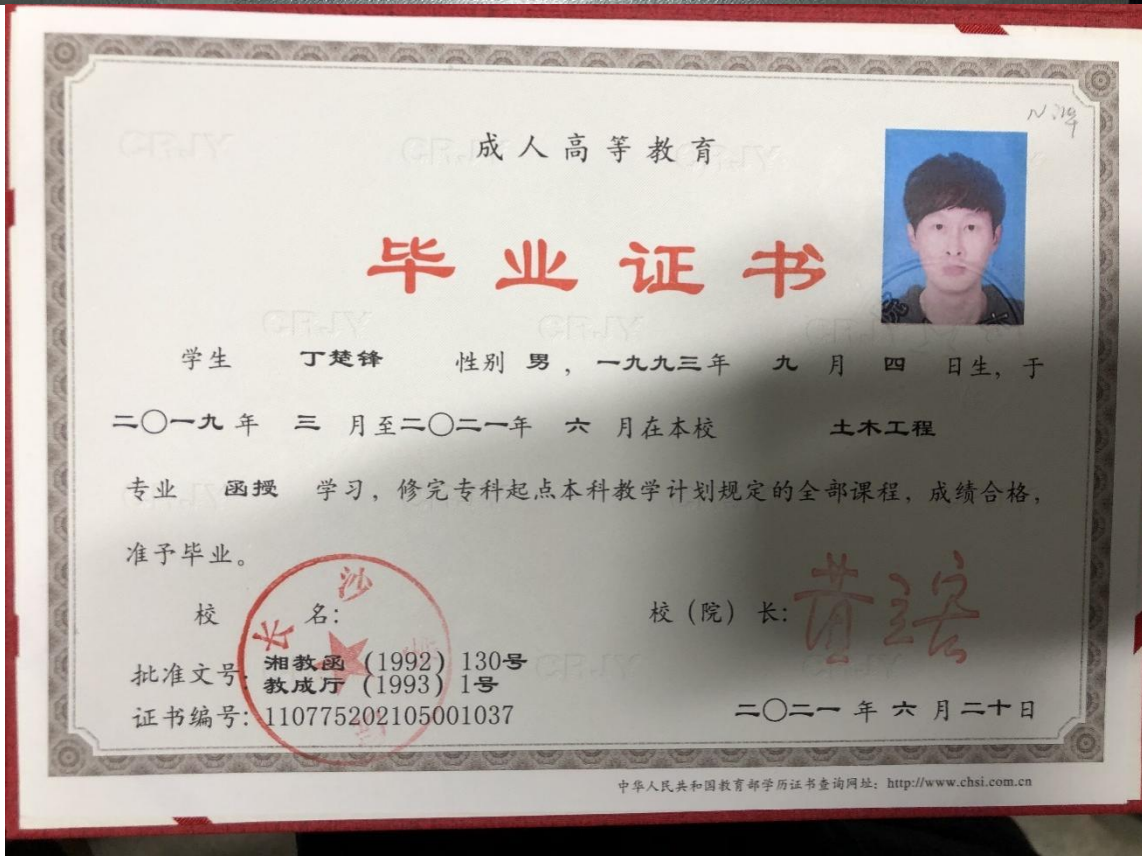 成人高等教育
毕业证书
学生 丁楚锋 性别 男，一九九三年 九 月 四 日生，于
二〇一九年 三 月至二〇二一年 六 月在本校 土木工程
专业 函授 学习，修完专科起点本科教学计划规定的全部课程，成绩合格，
准予毕业。
校 名： 校（院）长：
长沙
批准文号：湘教函（1992）130号
教成厅（1993）1号
证书编号：110775202105001037 二〇二一年 六 月二十日
中华人民共和国教育部学历证书查询网址：http://www.chsi.com.cn